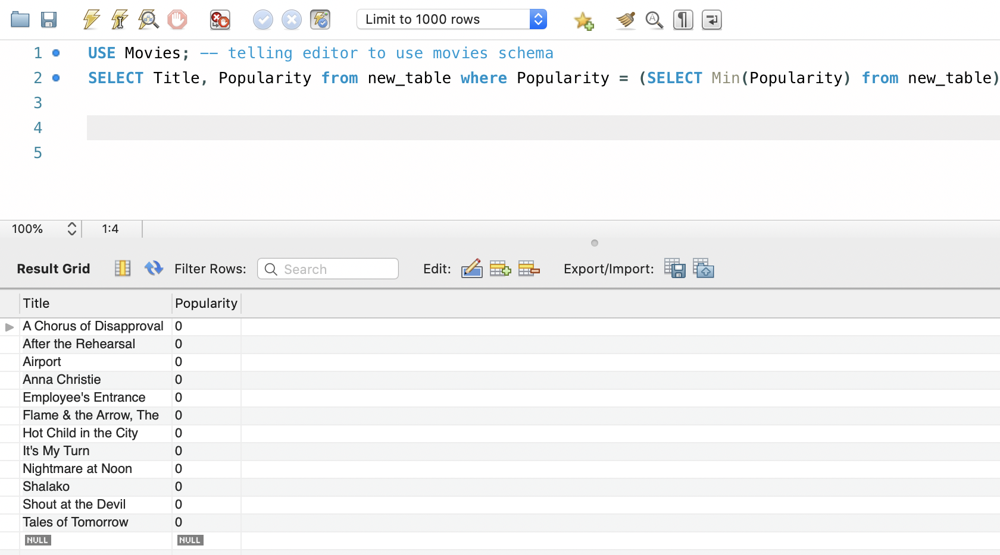 Limit to 1000 rows
1 USE Movies; -- telling editor to use movies schema
2 SELECT Title, Popularity from new_table where Popularity = (SELECT Min(Popularity) from new_table)
3
4
5
100% 1:4
Result Grid Filter Rows: Search Edit: Export/Import:
Title Popularity
A Chorus of Disapproval 0
After the Rehearsal 0
Airport 0
Anna Christie 0
Employee's Entrance 0
Flame & the Arrow, The 0
Hot Child in the City 0
It's My Turn 0
Nightmare at Noon 0
Shalako 0
Shout at the Devil 0
Tales of Tomorrow 0
NULL NULL